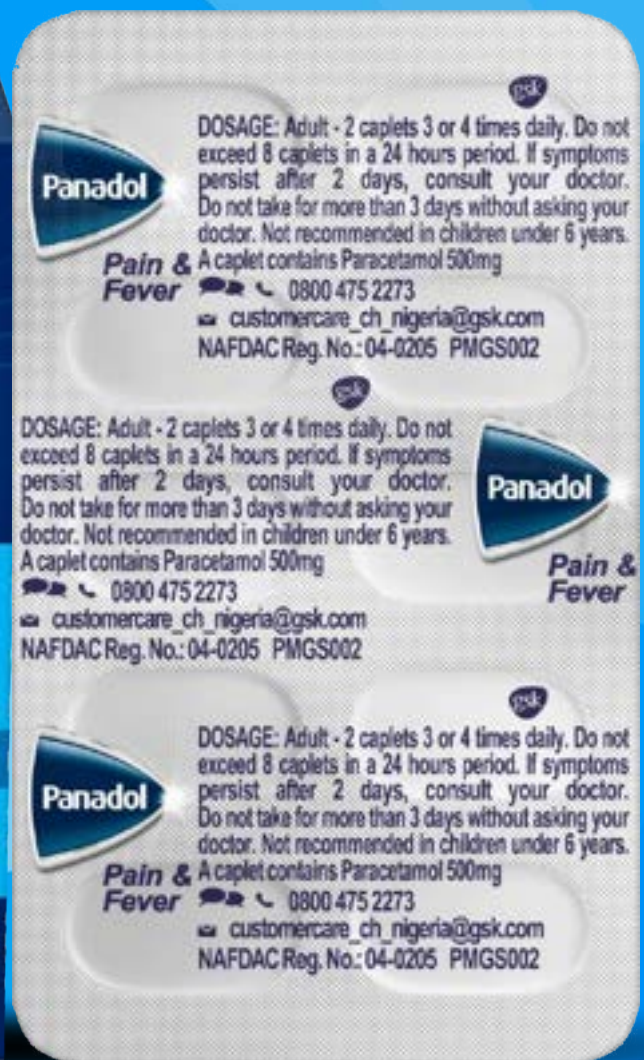 gsk
DOSAGE: Adult - 2 caplets 3 or 4 times daily. Do not
exceed 8 caplets in a 24 hours period. If symptoms
persist after 2 days, consult your doctor.
Do not take for more than 3 days without asking your
doctor. Not recommended in children under 6 years.
A caplet contains Paracetamol 500mg
0800 475 2273
customercare_ch_nigeria@gsk.com
NAFDAC Reg. No.: 04-0205 PMGS002
Panadol
Pain &
Fever
gsk
DOSAGE: Adult - 2 caplets 3 or 4 times daily. Do not
exceed 8 caplets in a 24 hours period. If symptoms
persist after 2 days, consult your doctor.
Do not take for more than 3 days without asking your
doctor. Not recommended in children under 6 years.
A caplet contains Paracetamol 500mg
0800 475 2273
customercare_ch_nigeria@gsk.com
NAFDAC Reg. No.: 04-0205 PMGS002
Panadol
Pain &
Fever
gsk
DOSAGE: Adult - 2 caplets 3 or 4 times daily. Do not
exceed 8 caplets in a 24 hours period. If symptoms
persist after 2 days, consult your doctor.
Do not take for more than 3 days without asking your
doctor. Not recommended in children under 6 years.
A caplet contains Paracetamol 500mg
0800 475 2273
customercare_ch_nigeria@gsk.com
NAFDAC Reg. No.: 04-0205 PMGS002
Panadol
Pain &
Fever